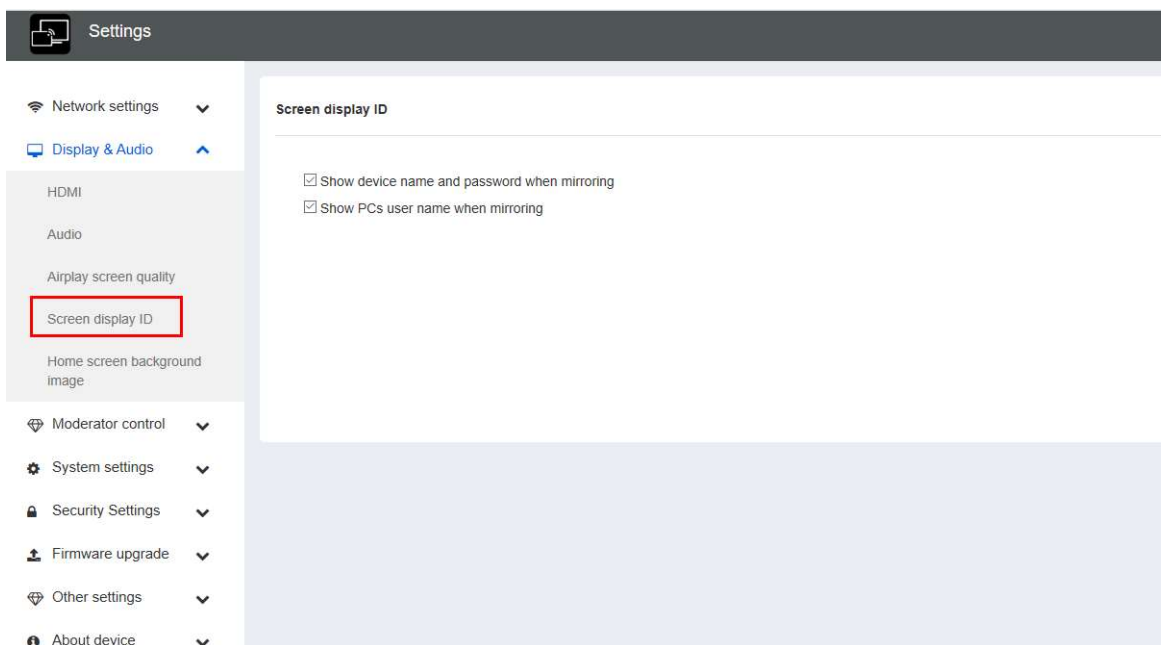 Settings
Network settings
Display & Audio
HDMI
Audio
Airplay screen quality
Screen display ID
Home screen background
image
Moderator control
System settings
Security Settings
Firmware upgrade
Other settings
About device
Screen display ID
Show device name and password when mirroring
Show PCs user name when mirroring